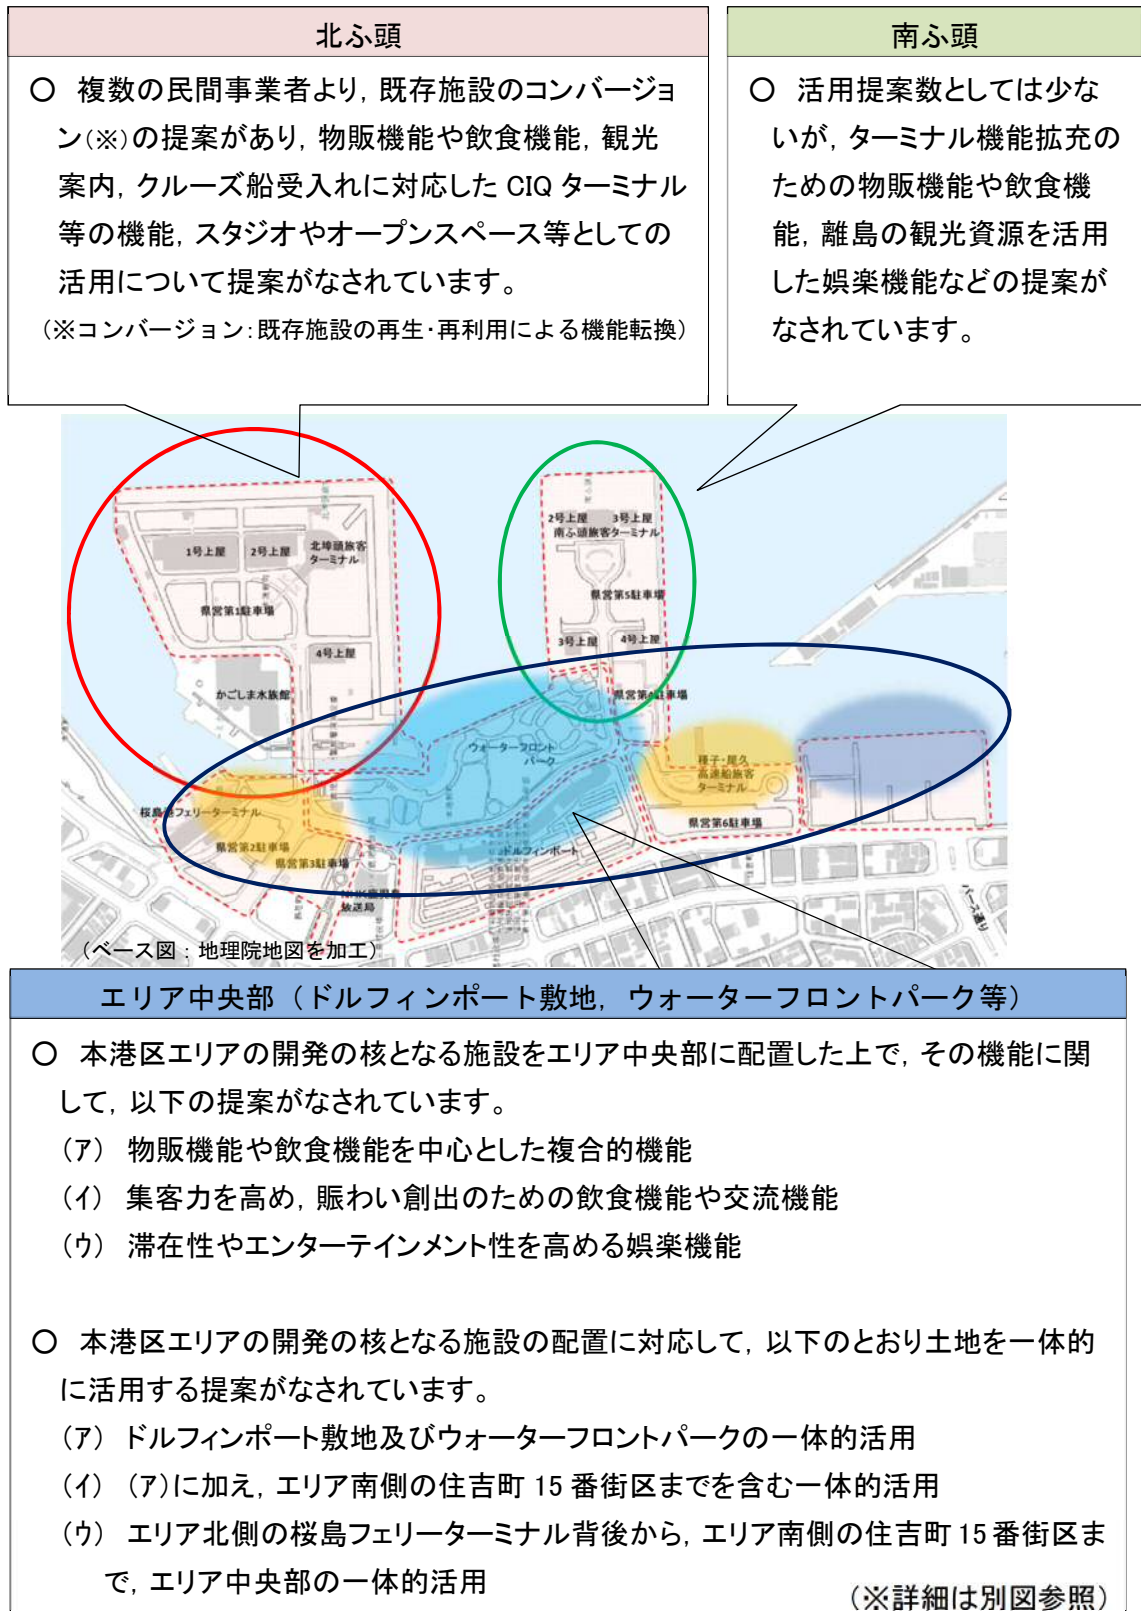 北ふ頭
○ 複数の民間事業者より，既存施設のコンバージョ
ン(※)の提案があり，物販機能や飲食機能，観光
案内，クルーズ船受入れに対応した CIQ ターミナル
等の機能，スタジオやオープンスペース等としての
活用について提案がなされています。
(※コンバージョン：既存施設の再生・再利用による機能転換)
南ふ頭
○ 活用提案数としては少な
いが，ターミナル機能拡充の
ための物販機能や飲食機
能，離島の観光資源を活用
した娯楽機能などの提案が
なされています。
1号上屋
2号上屋
北埠頭旅客
ターミナル
県営第1駐車場
4号上屋
かごしま水族館
2号上屋
3号上屋
南ふ頭旅客ターミナル
県営第5駐車場
3号上屋
4号上屋
県営第4駐車場
ウォーターフロント
パーク
種子・屋久
高速船旅客
ターミナル
県営第6駐車場
桜島港フェリーターミナル
県営第2駐車場
県営第3駐車場
ドルフィンポート
NHK鹿児島
放送局
パース通り
(ベース図：地理院地図を加工)
エリア中央部（ドルフィンポート敷地，ウォーターフロントパーク等）
○ 本港区エリアの開発の核となる施設をエリア中央部に配置した上で，その機能に関
して，以下の提案がなされています。
(ｱ) 物販機能や飲食機能を中心とした複合的機能
(ｲ) 集客力を高め，賑わい創出のための飲食機能や交流機能
(ｳ) 滞在性やエンターテインメント性を高める娯楽機能
○ 本港区エリアの開発の核となる施設の配置に対応して，以下のとおり土地を一体的
に活用する提案がなされています。
(ｱ) ドルフィンポート敷地及びウォーターフロントパークの一体的活用
(ｲ) (ｱ)に加え，エリア南側の住吉町 15 番街区までを含む一体的活用
(ｳ) エリア北側の桜島フェリーターミナル背後から，エリア南側の住吉町 15 番街区ま
で，エリア中央部の一体的活用
(※詳細は別図参照)